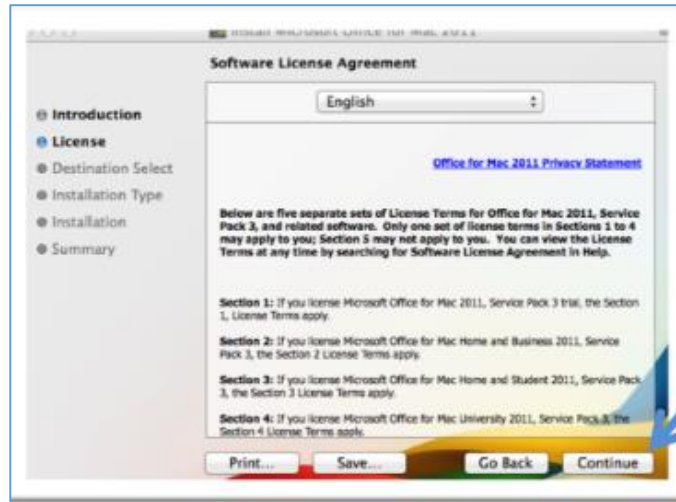 Install Microsoft Office for Mac 2011
Software License Agreement
English
Introduction
License
Destination Select
Installation Type
Installation
Summary
Office for Mac 2011 Privacy Statement
Below are five separate sets of License Terms for Office for Mac 2011, Service
Pack 3, and related software. Only one set of license terms in Sections 1 to 4
may apply to you; Section 5 may not apply to you. You can view the License
Terms at any time by searching for Software License Agreement in Help.
Section 1: If you license Microsoft Office for Mac 2011, Service Pack 3 trial, the Section
1, License Terms apply.
Section 2: If you license Microsoft Office for Mac Home and Business 2011, Service
Pack 3, the Section 2 License Terms apply.
Section 3: If you license Microsoft Office for Mac Home and Student 2011, Service Pack
3, the Section 3 License Terms apply.
Section 4: If you license Microsoft Office for Mac University 2011, Service Pack 3, the
Section 4 License Terms apply.
Print... Save... Go Back Continue